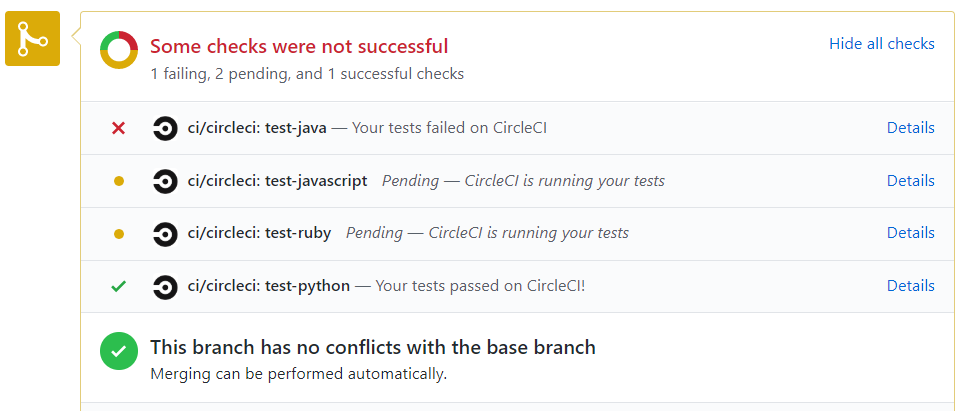 Some checks were not successful
Hide all checks
1 failing, 2 pending, and 1 successful checks
ci/circleci: test-java — Your tests failed on CircleCI
Details
ci/circleci: test-javascript Pending — CircleCI is running your tests
Details
ci/circleci: test-ruby Pending — CircleCI is running your tests
Details
ci/circleci: test-python — Your tests passed on CircleCI!
Details
This branch has no conflicts with the base branch
Merging can be performed automatically.